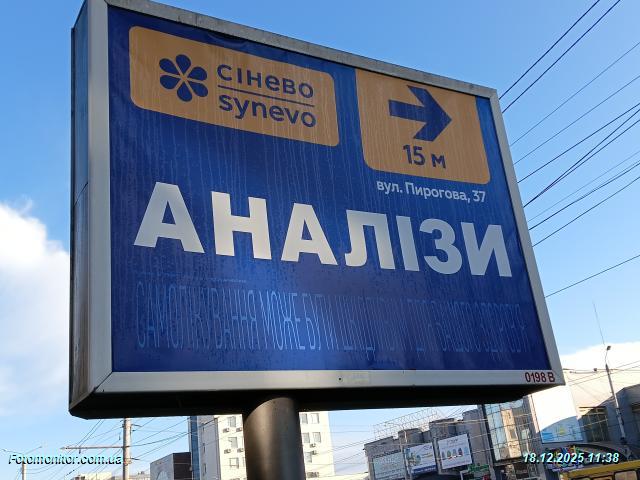 сінево
synevo
15 м
вул. Пирогова, 37
АНАЛІЗИ
САМОЛІКУВАННЯ МОЖЕ БУТИ ШКІДЛИВИМ ДЛЯ ВАШОГО ЗДОРОВ'Я
0198 B
Fotomonitor.com.ua
18.12.2025 11:38